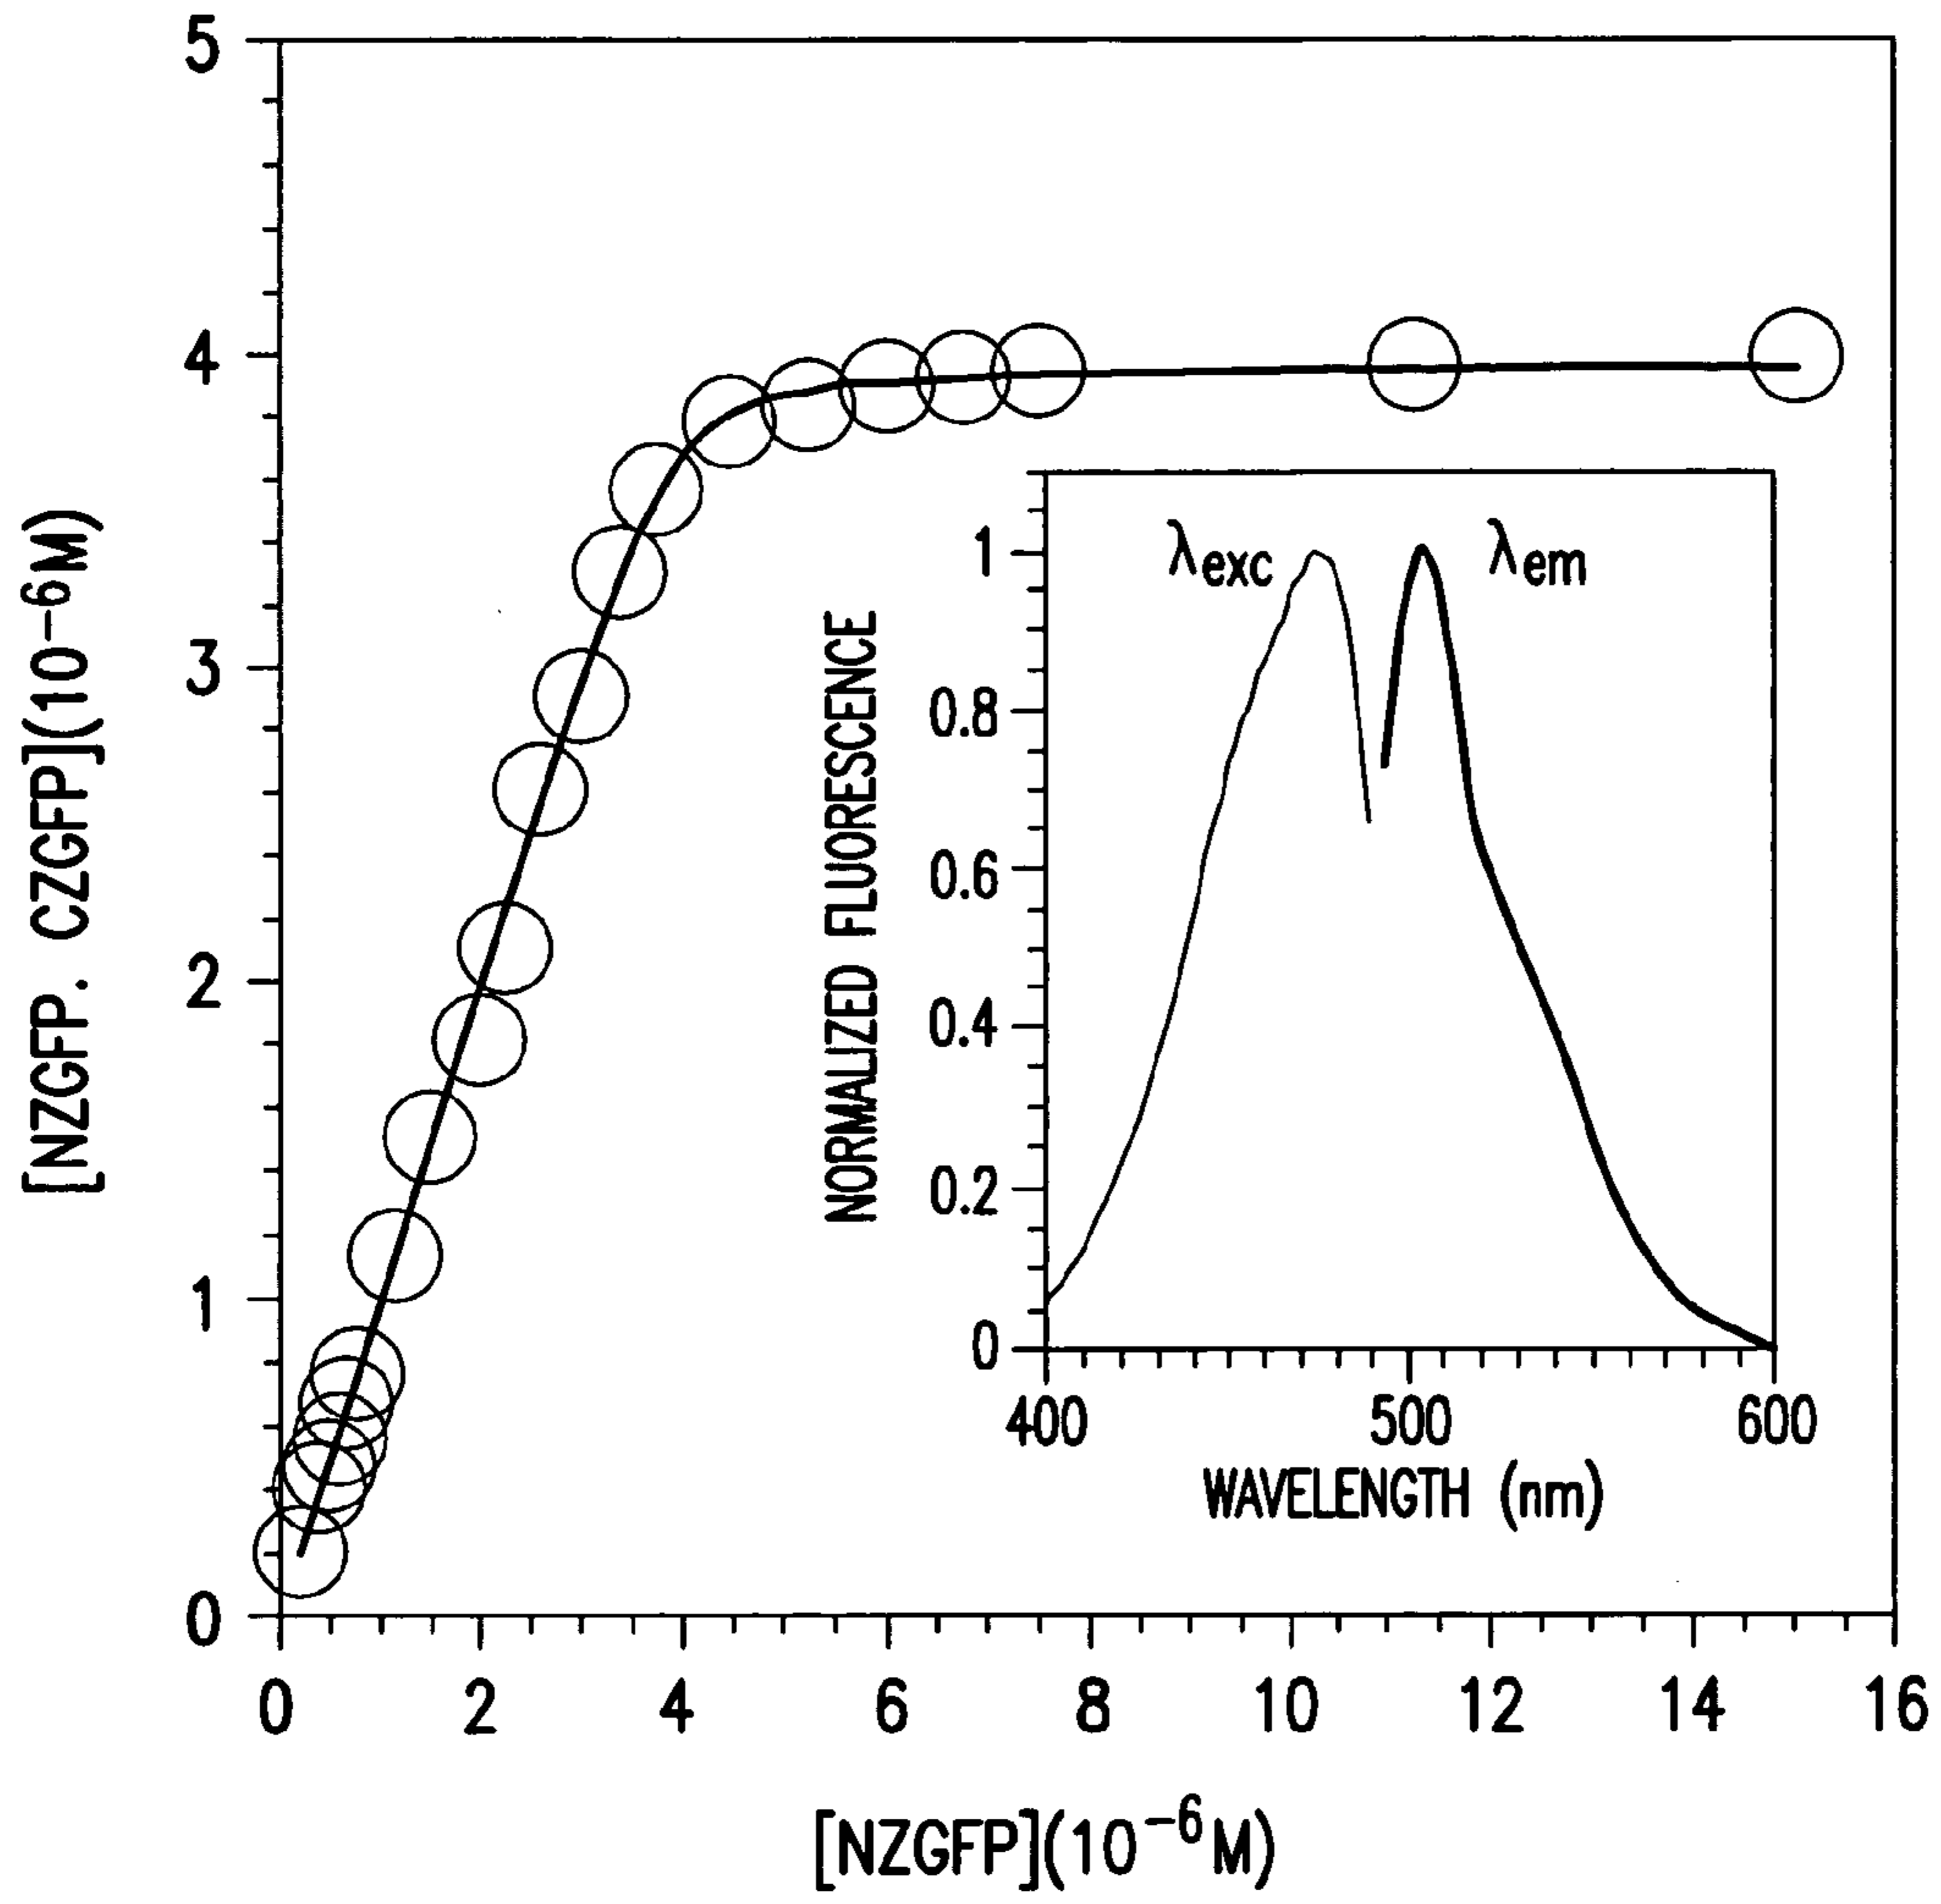 [NZGFP. CZGFP](10⁻⁶M)
5
4
3
2
1
0
0 2 4 6 8 10 12 14 16
[NZGFP](10⁻⁶M)
NORMALIZED FLUORESCENCE
λexc λem
1
0.8
0.6
0.4
0.2
0
400 500 600
WAVELENGTH (nm)